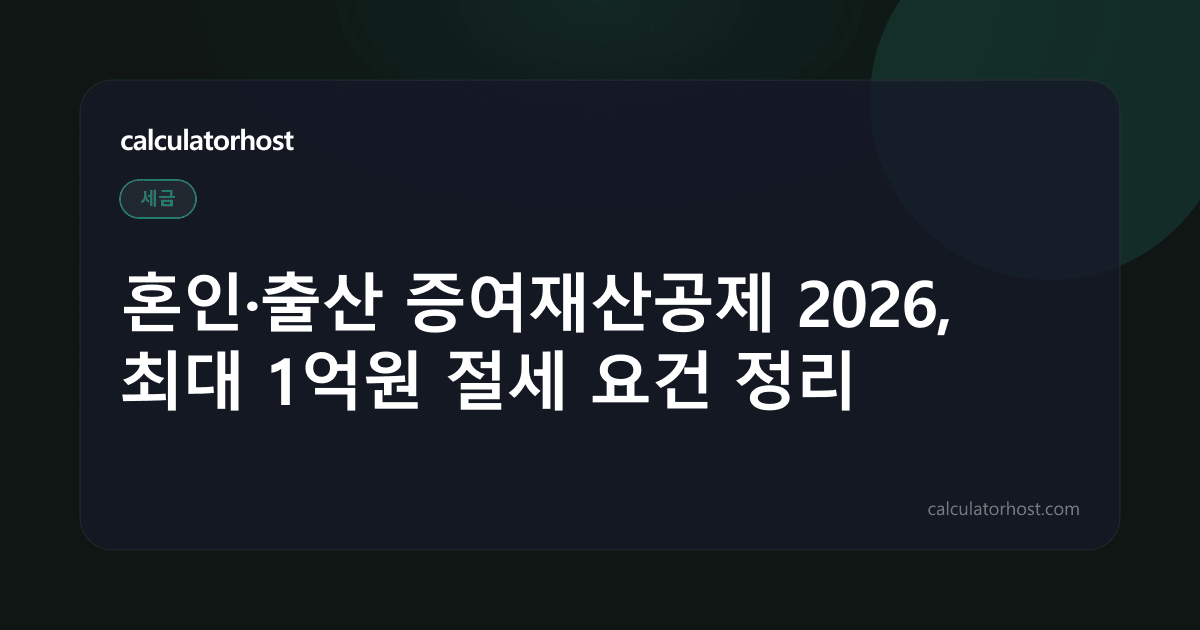 calculatorhost
세금
혼인·출산 증여재산공제 2026,
최대 1억원 절세 요건 정리
calculatorhost.com